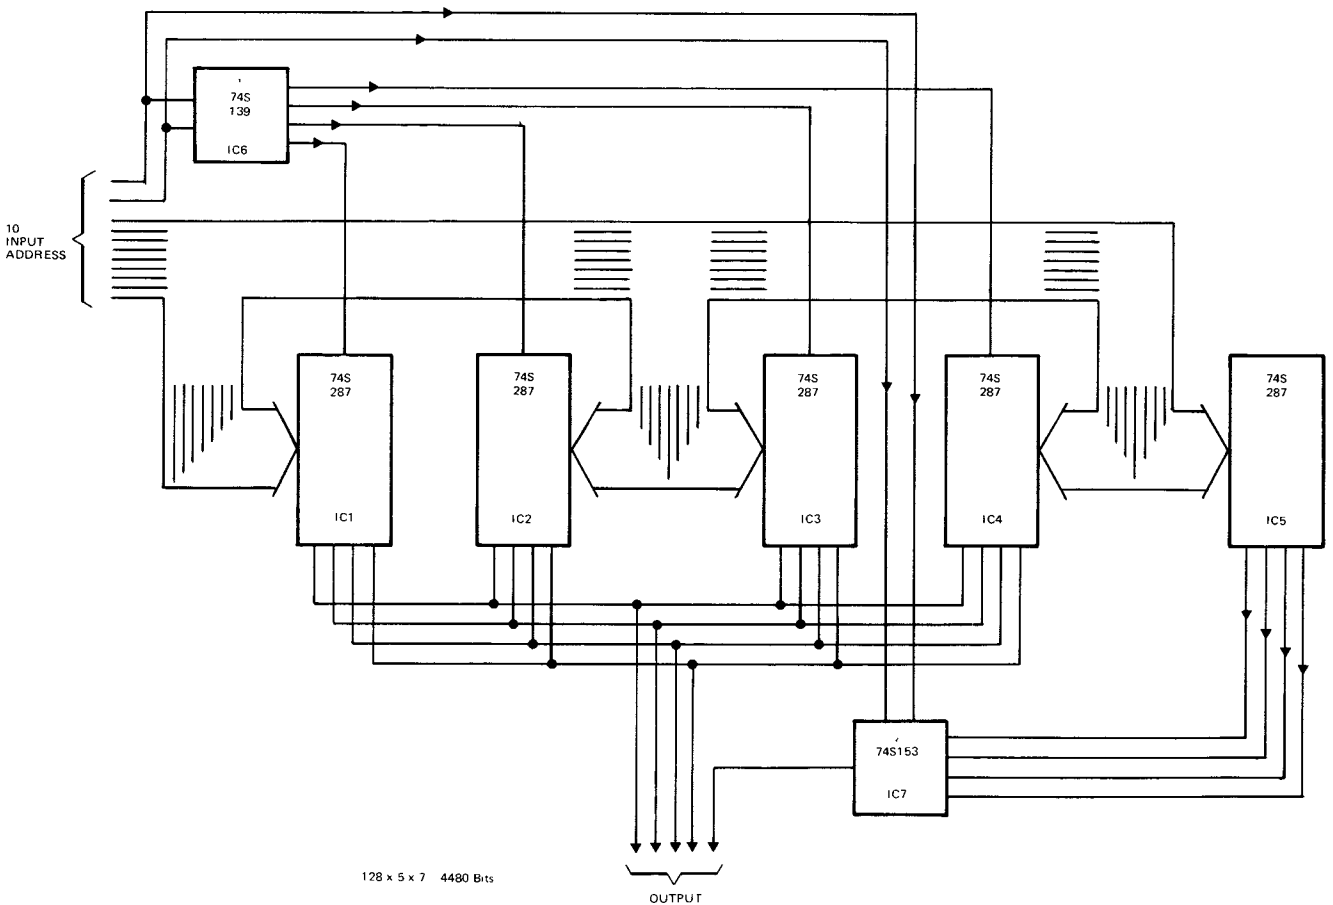 74S
139
IC6
10
INPUT
ADDRESS
74S
287
IC1
74S
287
IC2
74S
287
IC3
74S
287
IC4
74S
287
IC5
74S153
IC7
128 x 5 x 7 4480 Bits
OUTPUT